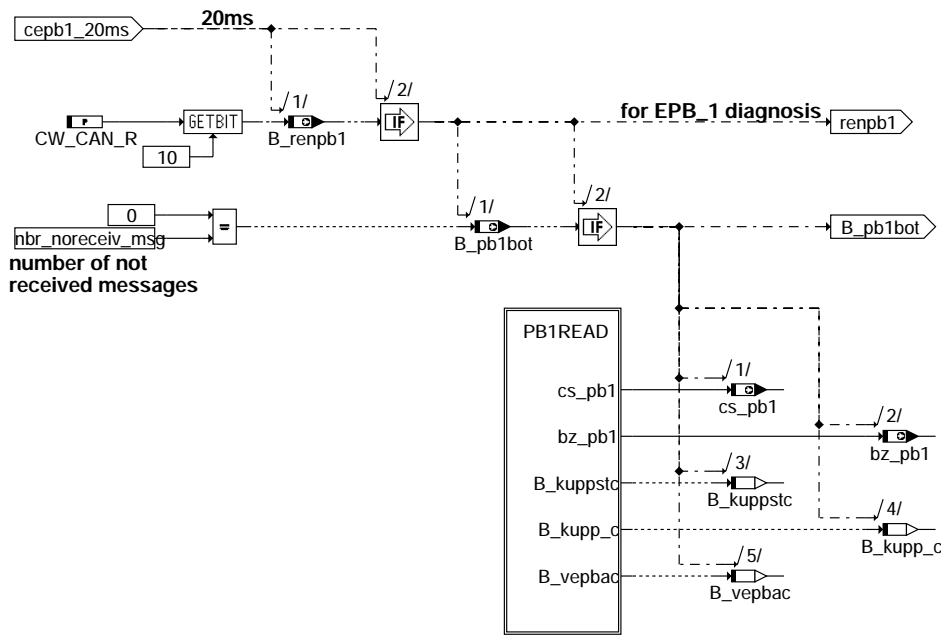 cepb1_20ms
20ms
/2/
/1/
IF
CW_CAN_R
P
GETBIT
10
B_renpb1
for EPB_1 diagnosis
renpb1
0
nbr_noreceiv_msg
=
number of not
received messages
/1/
/2/
B_pb1bot
IF
B_pb1bot
PB1READ
cs_pb1
/1/
cs_pb1
bz_pb1
/2/
bz_pb1
B_kuppstc
/3/
B_kuppstc
B_kupp_c
/4/
B_kupp_c
B_vepbac
/5/
B_vepbac